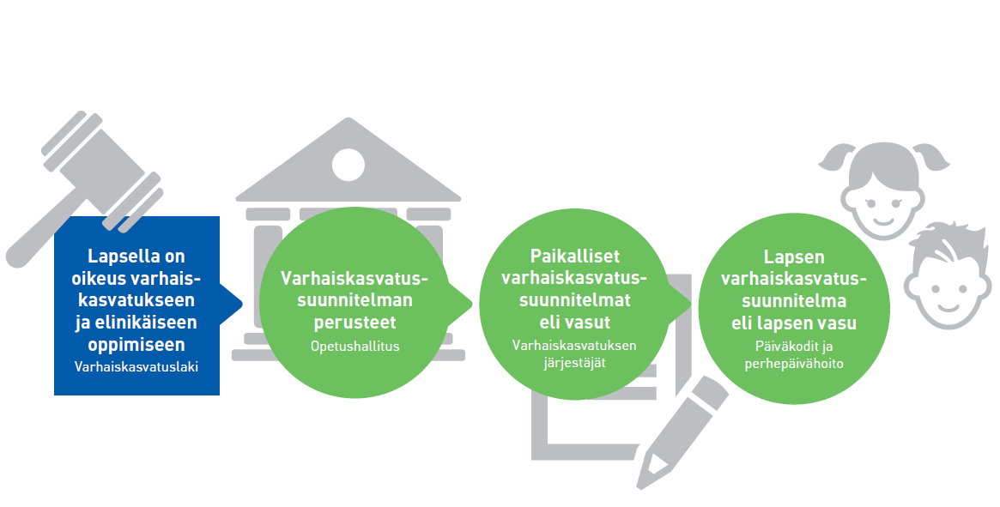 Lapsella on
oikeus varhais-
kasvatukseen
ja elinikäiseen
oppimiseen
Varhaiskasvatuslaki
Varhaiskasvatus-
suunnitelman
perusteet
Opetushallitus
Paikalliset
varhaiskasvatus-
suunnitelmat
eli vasut
Varhaiskasvatuksen
järjestäjät
Lapsen
varhaiskasvatus-
suunnitelma
eli lapsen vasu
Päiväkodit ja
perhepäivähoito